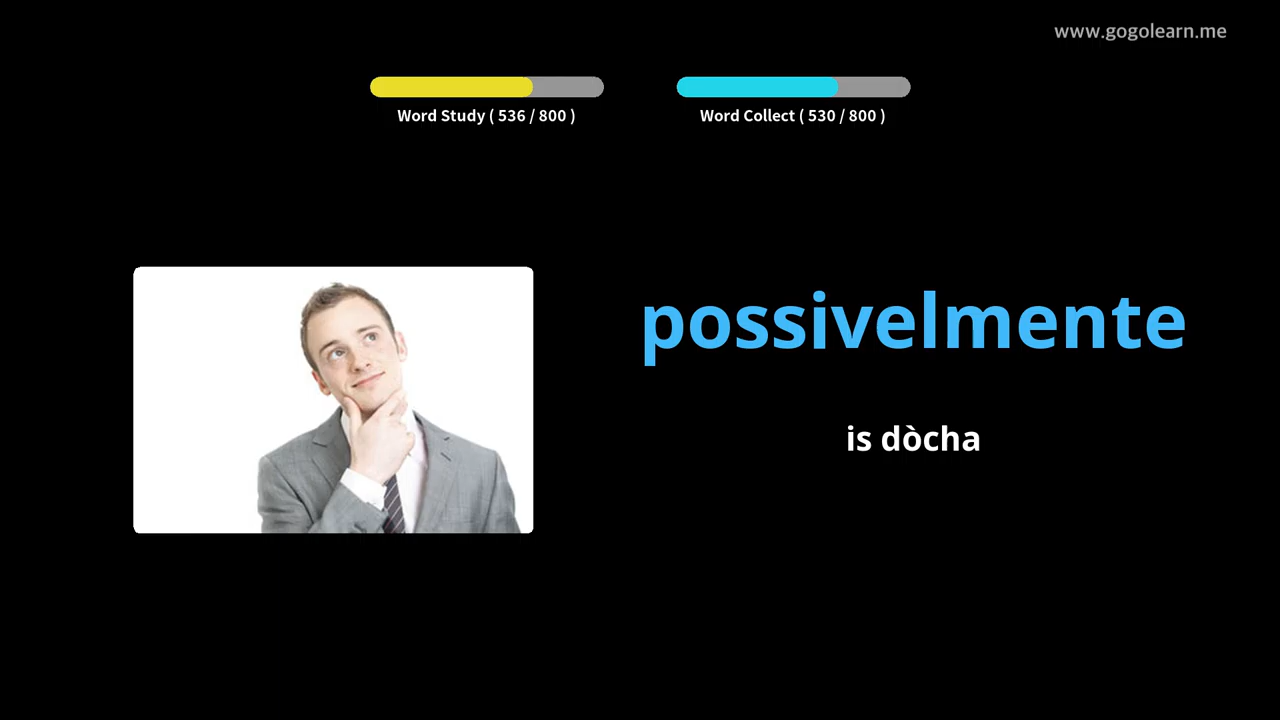 www.gogolearn.me
Word Study ( 536 / 800 )
Word Collect ( 530 / 800 )
possivelmente
is dòcha